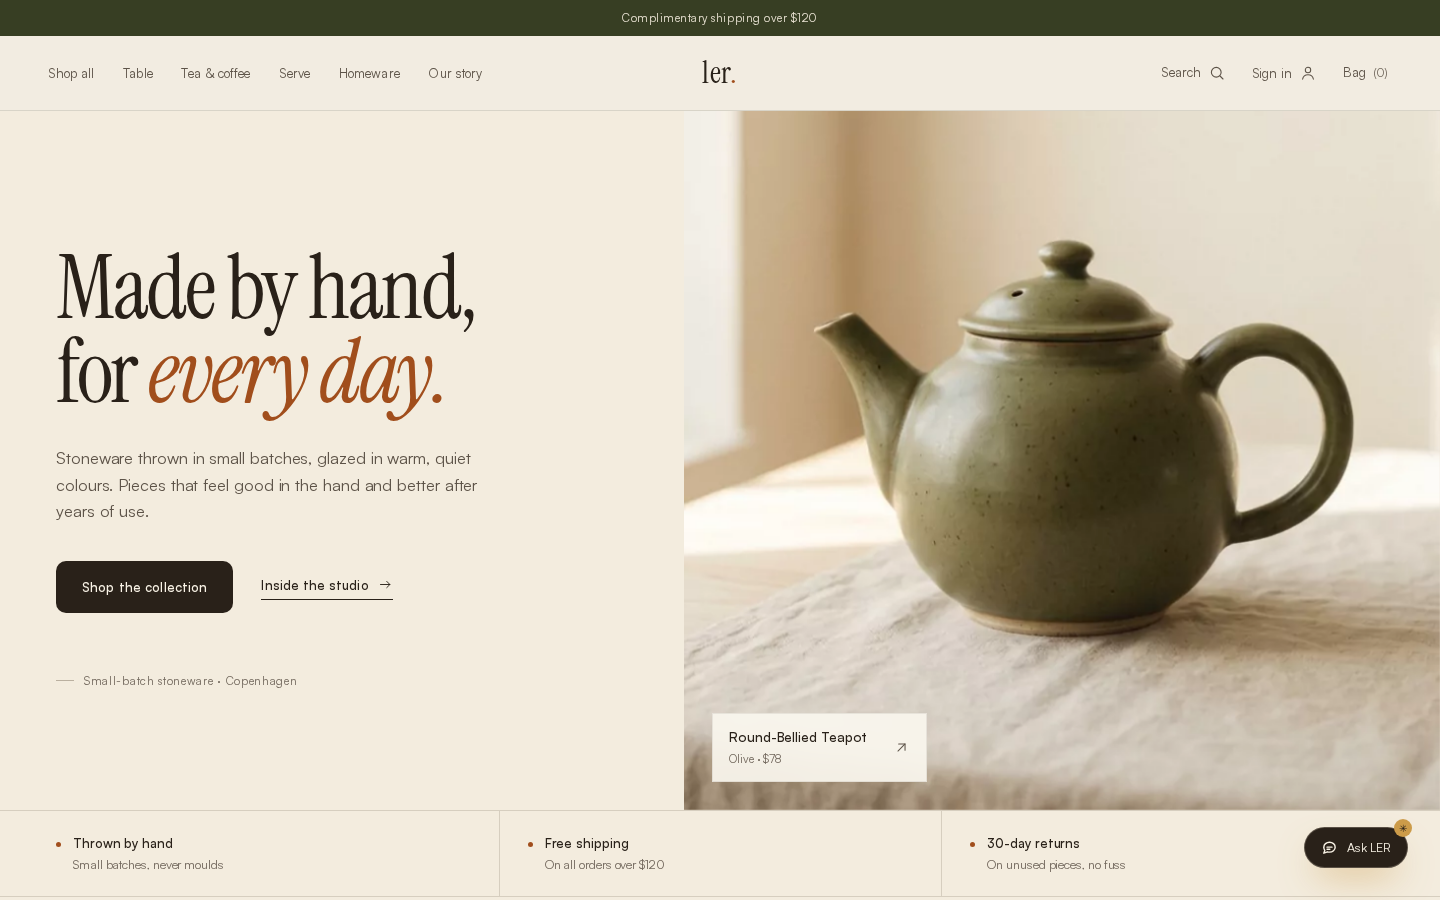 Complimentary shipping over $120
Shop all
Table
Tea & coffee
Serve
Homeware
Our story
ler.
Search
Sign in
Bag (0)
Made by hand,
for every day.
Stoneware thrown in small batches, glazed in warm, quiet
colours. Pieces that feel good in the hand and better after
years of use.
Shop the collection
Inside the studio →
Small-batch stoneware · Copenhagen
Round-Bellied Teapot
Olive · $78
Thrown by hand
Small batches, never moulds
Free shipping
On all orders over $120
30-day returns
On unused pieces, no fuss
Ask LER